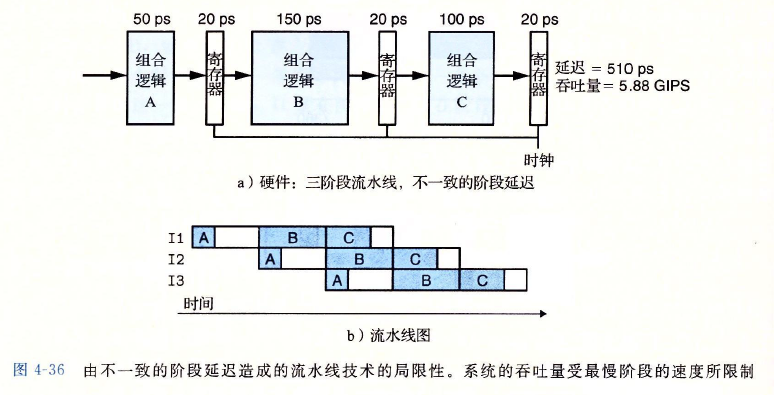 50 ps 20 ps 150 ps 20 ps 100 ps 20 ps
组合逻辑A
寄存器
组合逻辑B
寄存器
组合逻辑C
寄存器
延迟 = 510 ps
吞吐量 = 5.88 GIPS
时钟
a）硬件：三阶段流水线，不一致的阶段延迟
I1 A B C
I2 A B C
I3 A B C
时间
b）流水线图
图 4-36 由不一致的阶段延迟造成的流水线技术的局限性。系统的吞吐量受最慢阶段的速度所限制